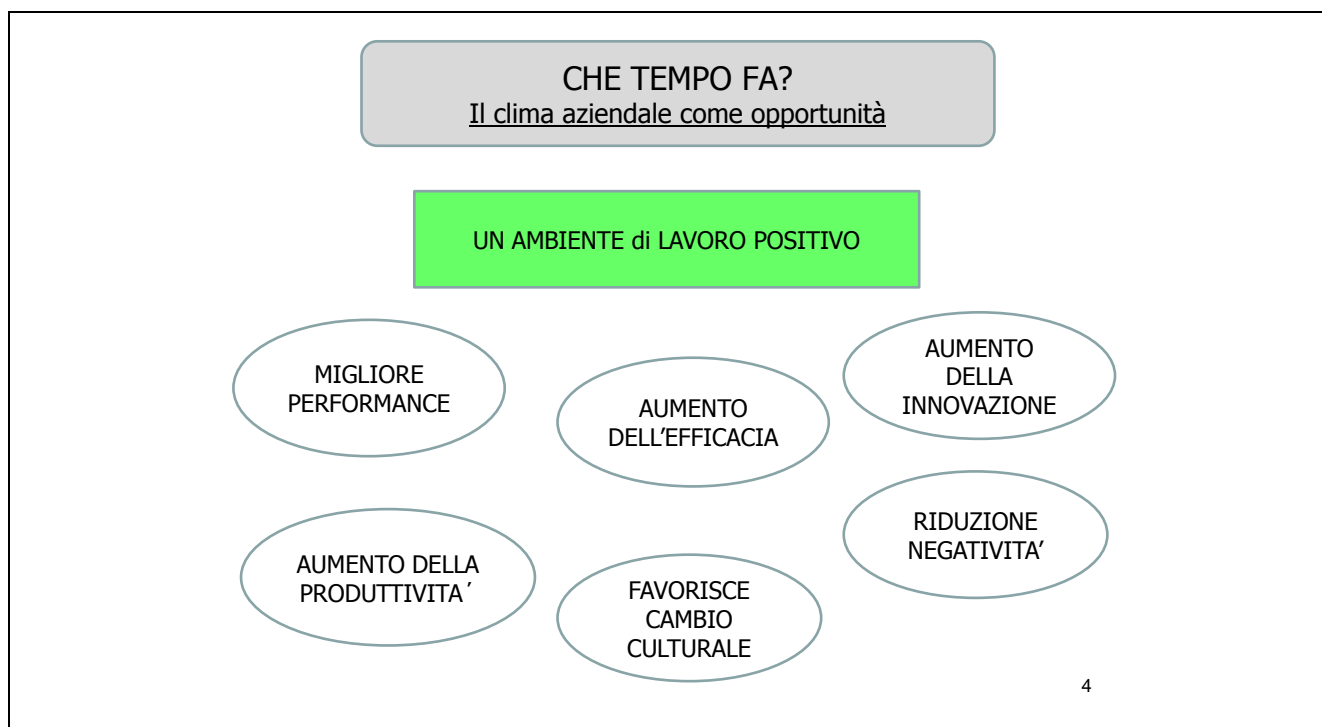 CHE TEMPO FA?
Il clima aziendale come opportunità
UN AMBIENTE di LAVORO POSITIVO
MIGLIORE
PERFORMANCE
AUMENTO
DELL’EFFICACIA
AUMENTO
DELLA
INNOVAZIONE
AUMENTO DELLA
PRODUTTIVITA´
FAVORISCE
CAMBIO
CULTURALE
RIDUZIONE
NEGATIVITA’
4